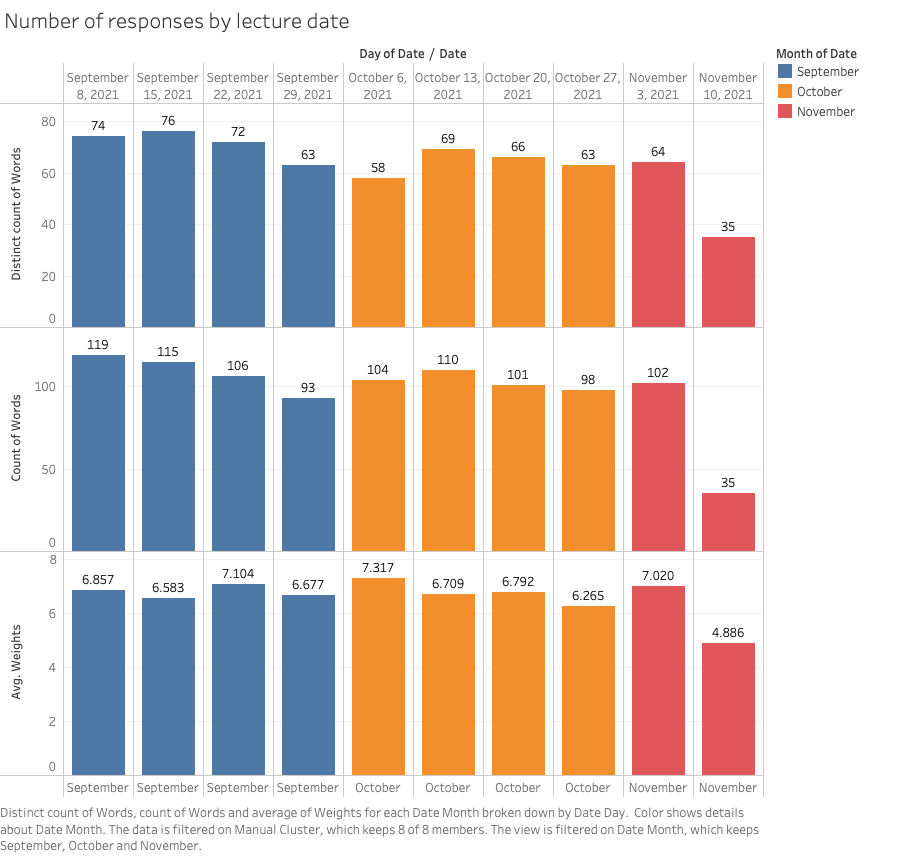 Number of responses by lecture date
Day of Date / Date
September 8, 2021
September 15, 2021
September 22, 2021
September 29, 2021
October 6, 2021
October 13, 2021
October 20, 2021
October 27, 2021
November 3, 2021
November 10, 2021
Month of Date
September
October
November
Distinct count of Words
80
60
40
20
0
74
76
72
63
58
69
66
63
64
35
Count of Words
100
50
0
119
115
106
93
104
110
101
98
102
35
Avg. Weights
8
6
4
2
0
6.857
6.583
7.104
6.677
7.317
6.709
6.792
6.265
7.020
4.886
September
September
September
September
October
October
October
October
November
November
Distinct count of Words, count of Words and average of Weights for each Date Month broken down by Date Day.  Color shows details
about Date Month. The data is filtered on Manual Cluster, which keeps 8 of 8 members. The view is filtered on Date Month, which keeps
September, October and November.